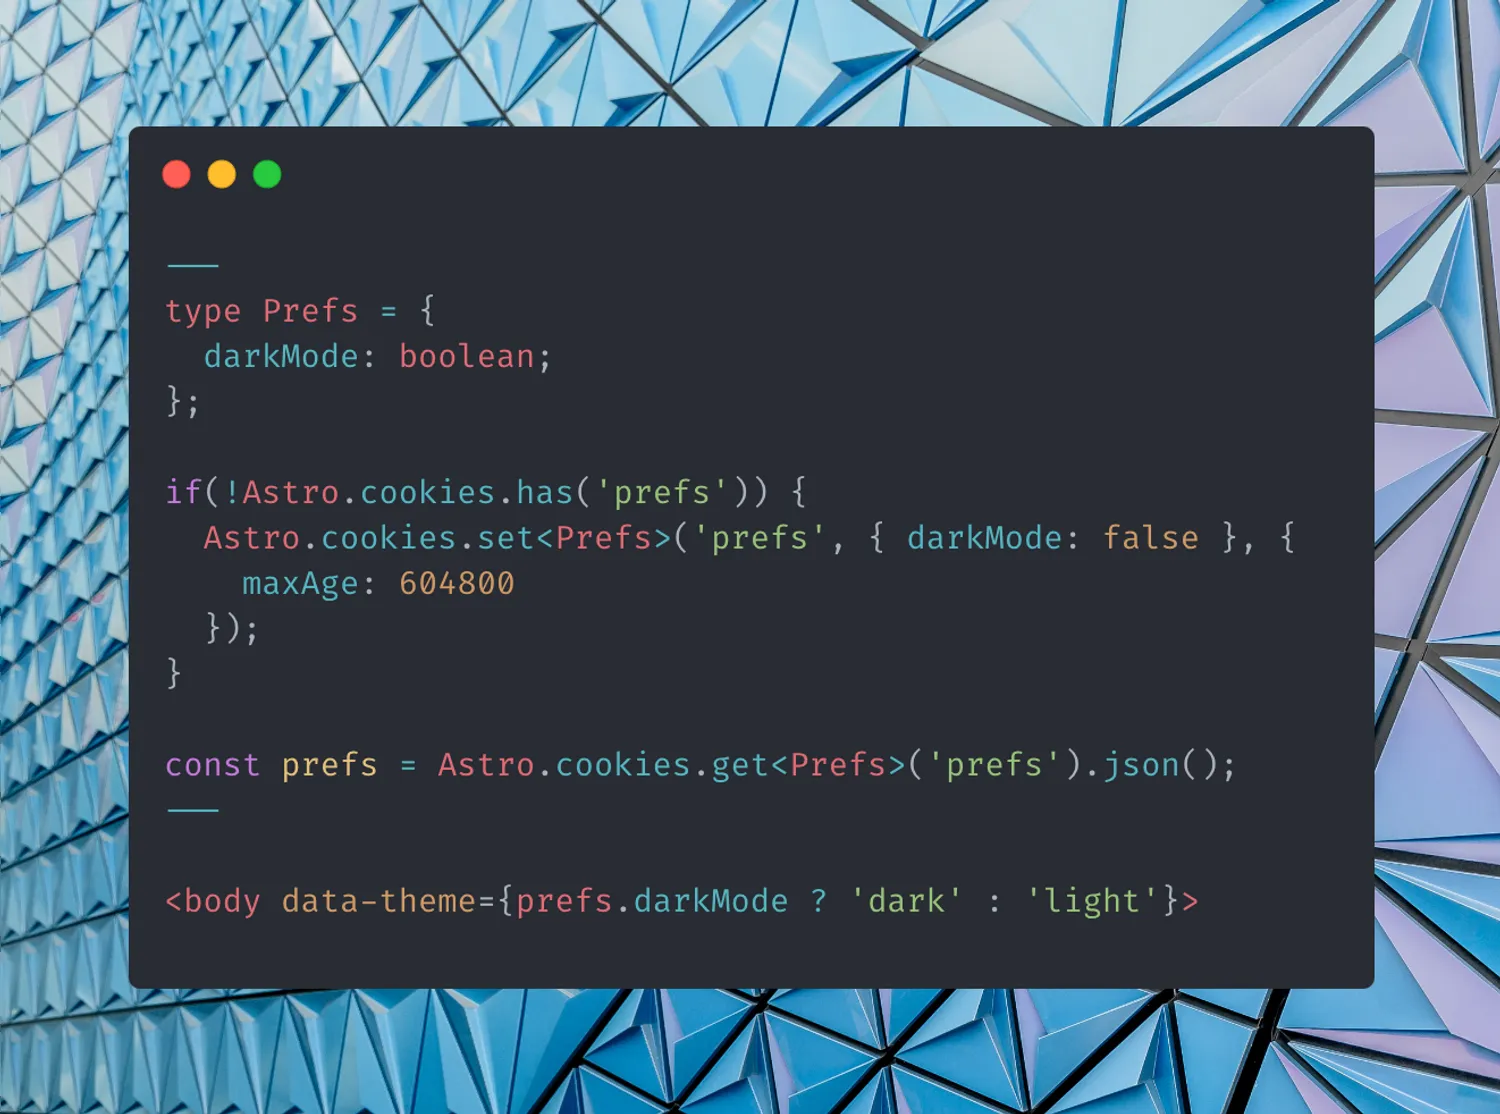 ---
type Prefs = {
  darkMode: boolean;
};
if(!Astro.cookies.has('prefs')) {
  Astro.cookies.set<Prefs>('prefs', { darkMode: false }, {
    maxAge: 604800
  });
}
const prefs = Astro.cookies.get<Prefs>('prefs').json();
---
<body data-theme={prefs.darkMode ? 'dark' : 'light'}>